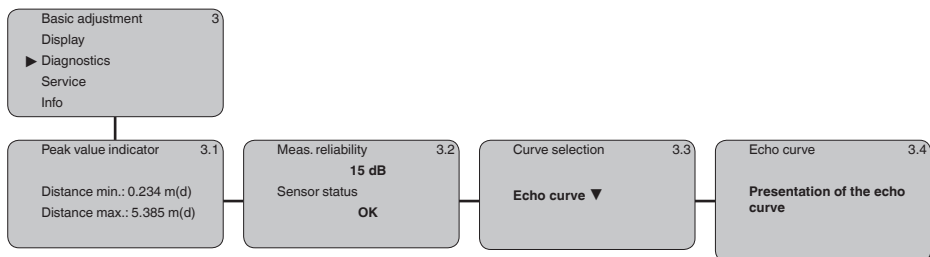 Basic adjustment 3
Display
▶ Diagnostics
Service
Info
Peak value indicator 3.1
Distance min.: 0.234 m(d)
Distance max.: 5.385 m(d)
Meas. reliability 3.2
15 dB
Sensor status
OK
Curve selection 3.3
Echo curve ▼
Echo curve 3.4
Presentation of the echo
curve